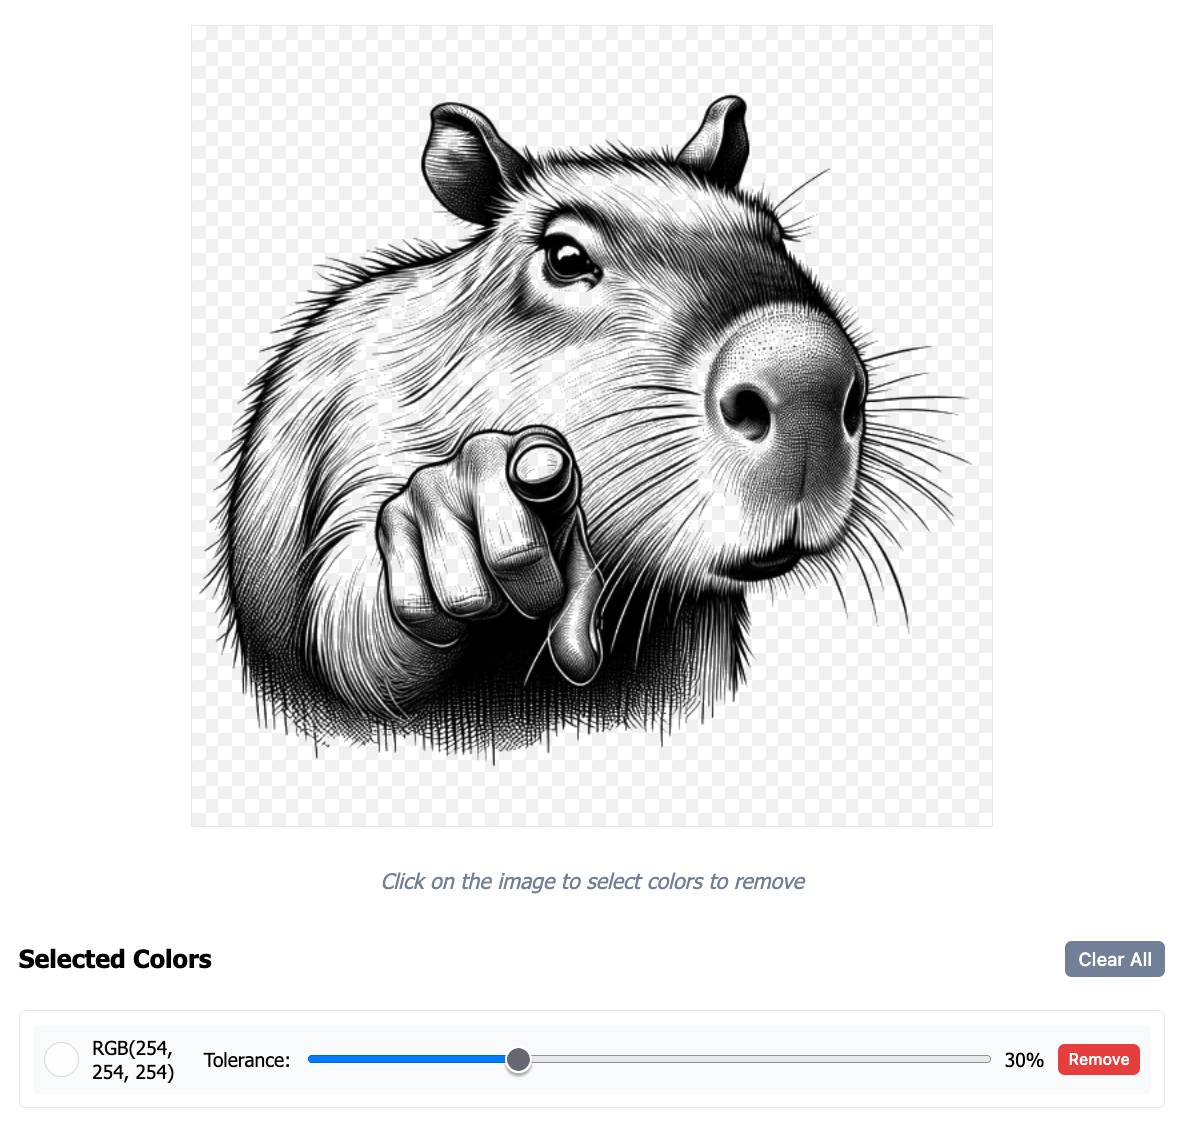 Click on the image to select colors to remove
Selected Colors
Clear All
RGB(254,
254, 254)
Tolerance:
30%
Remove